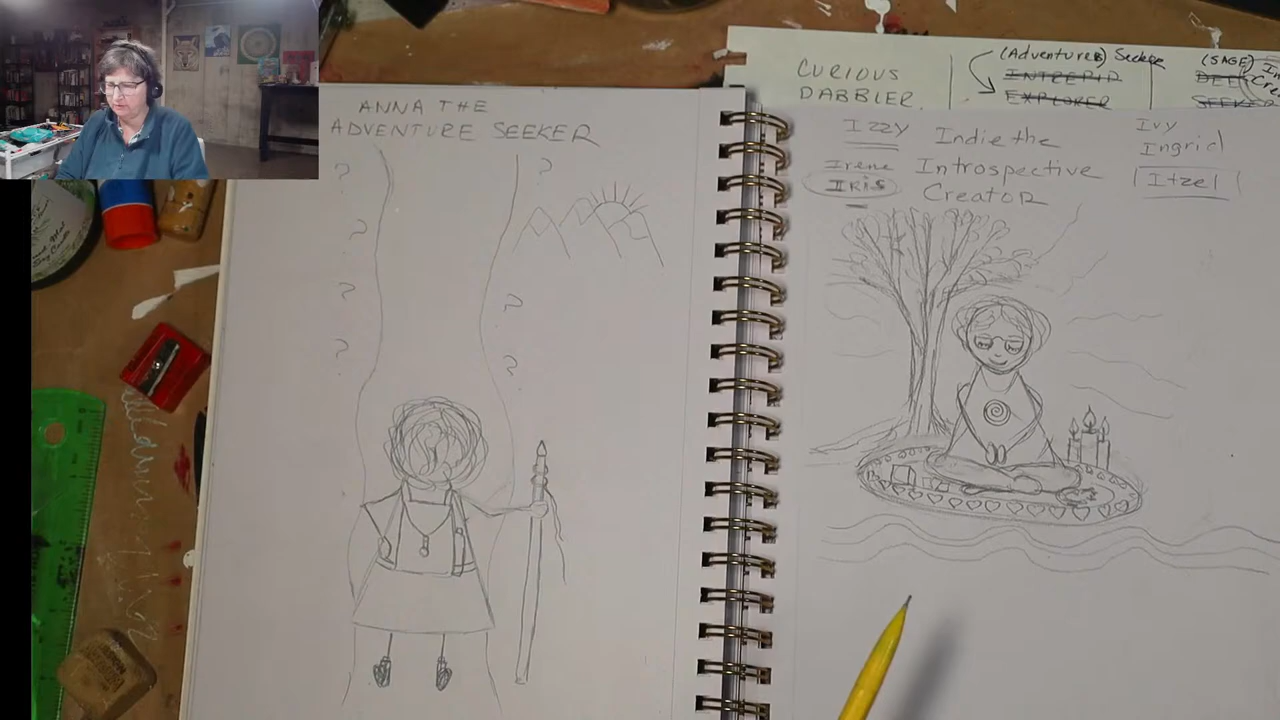 CURIOUS
DABBLER
(Adventure) Seeker
INTREPID
EXPLORER
(SAGE)
SEEKER
ANNA THE
ADVENTURE SEEKER
Izzy
Irene
IRIS
Indie the
Introspective
Creator
Ivy
Ingrid
Itzel
? ? ? ?
? ? ?